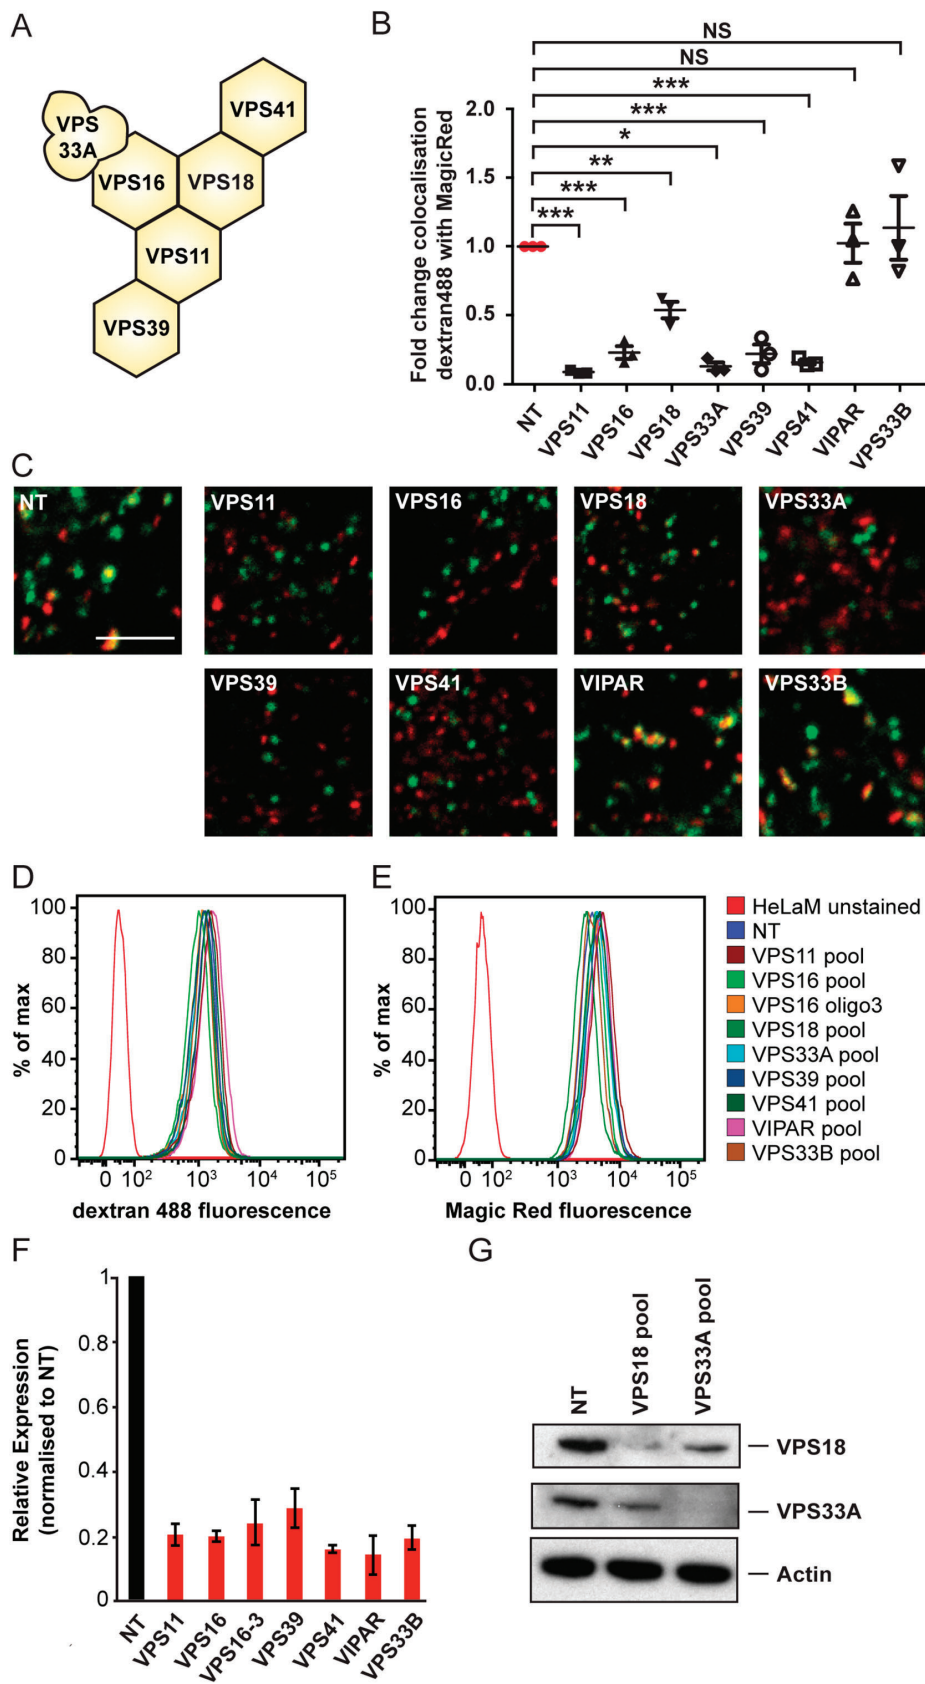 A
VPS
33A
VPS41
VPS16
VPS18
VPS11
VPS39
B
NS
NS
***
***
*
**
***
***
Fold change colocalisation
dextran488 with MagicRed
2.0
1.5
1.0
0.5
0.0
NT
VPS11
VPS16
VPS18
VPS33A
VPS39
VPS41
VIPAR
VPS33B
C
NT
VPS11
VPS16
VPS18
VPS33A
VPS39
VPS41
VIPAR
VPS33B
D
% of max
100
80
60
40
20
0
0 10² 10³ 10⁴ 10⁵
dextran 488 fluorescence
E
% of max
100
80
60
40
20
0
0 10² 10³ 10⁴ 10⁵
Magic Red fluorescence
HeLaM unstained
NT
VPS11 pool
VPS16 pool
VPS16 oligo3
VPS18 pool
VPS33A pool
VPS39 pool
VPS41 pool
VIPAR pool
VPS33B pool
F
Relative Expression
(normalised to NT)
1
0.8
0.6
0.4
0.2
0
NT
VPS11
VPS16
VPS16-3
VPS39
VPS41
VIPAR
VPS33B
G
NT
VPS18 pool
VPS33A pool
VPS18
VPS33A
Actin